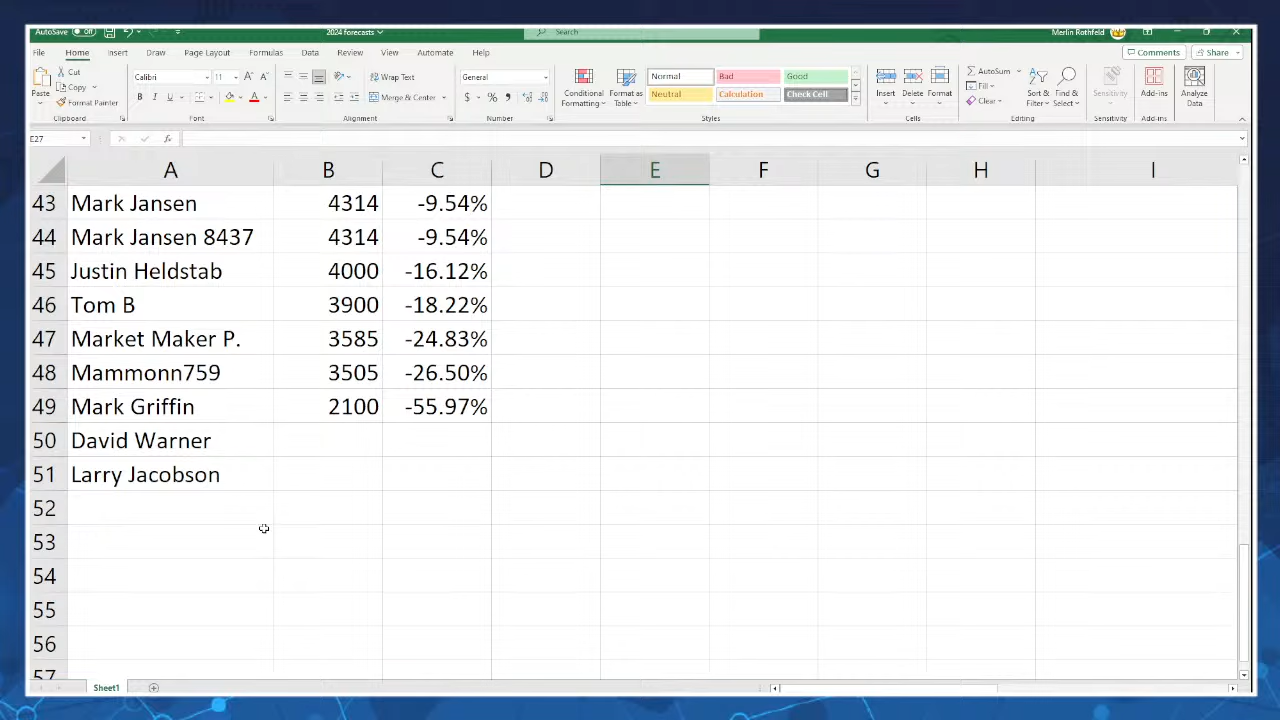 AutoSave Off 2024 forecasts Search Merlin Rothfeld
File Home Insert Draw Page Layout Formulas Data Review View Automate Help Comments Share
Paste Cut Copy Format Painter Clipboard
Calibri 11 B I U A Font
Wrap Text Merge & Center Alignment
General $ % , Number
Conditional Formatting Format as Table Normal Bad Good Neutral Calculation Check Cell Styles
Insert Delete Format Cells
AutoSum Fill Clear Sort & Filter Find & Select Editing
Sensitivity Sensitivity Add-ins Add-ins Analyze Data
E27 fx
A B C D E F G H I
43 Mark Jansen 4314 -9.54%
44 Mark Jansen 8437 4314 -9.54%
45 Justin Heldstab 4000 -16.12%
46 Tom B 3900 -18.22%
47 Market Maker P. 3585 -24.83%
48 Mammonn759 3505 -26.50%
49 Mark Griffin 2100 -55.97%
50 David Warner
51 Larry Jacobson
52
53
54
55
56
57
Sheet1